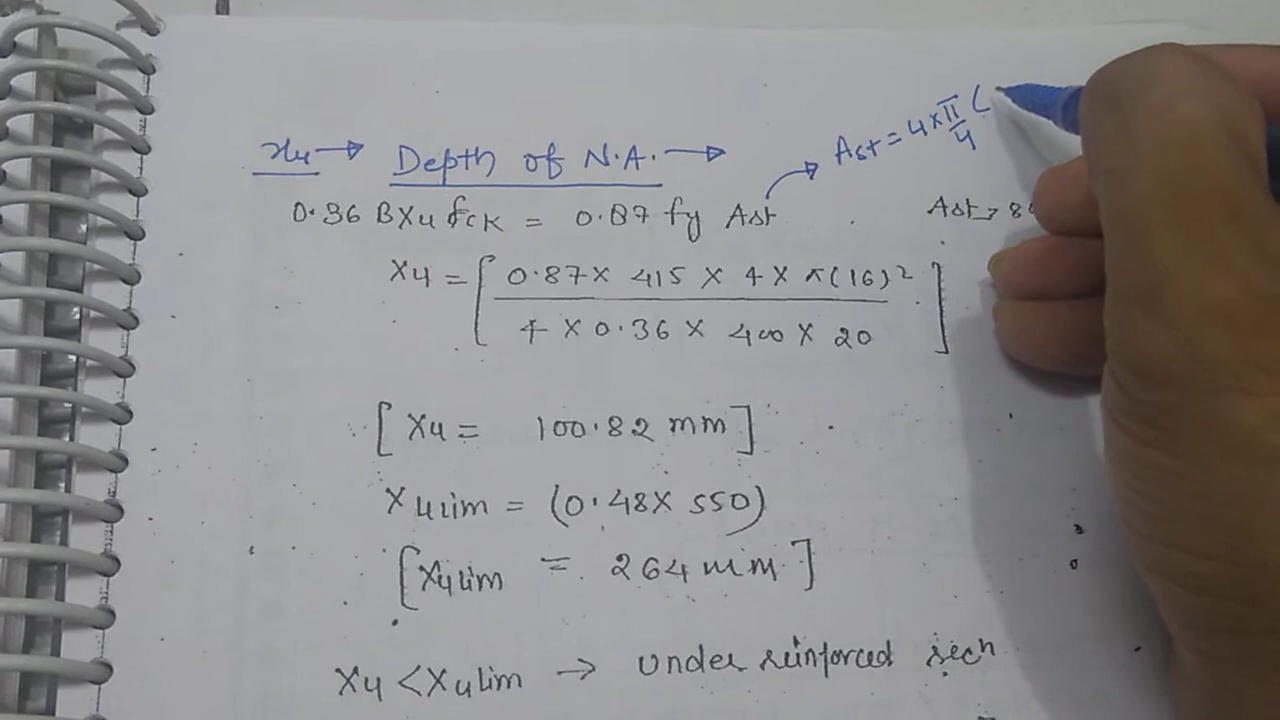 Ast = 4 × π/4 (
xu → Depth of N.A. →
0.36 BXu fck = 0.87 fy Ast
Ast →
Xu = [ 0.87 × 415 × 4 × π(16)²
4 × 0.36 × 400 × 20 ]
[ Xu = 100.82 mm ]
Xulim = (0.48 × 550)
[ Xulim = 264 mm ]
Xu < Xulim → Under reinforced secn